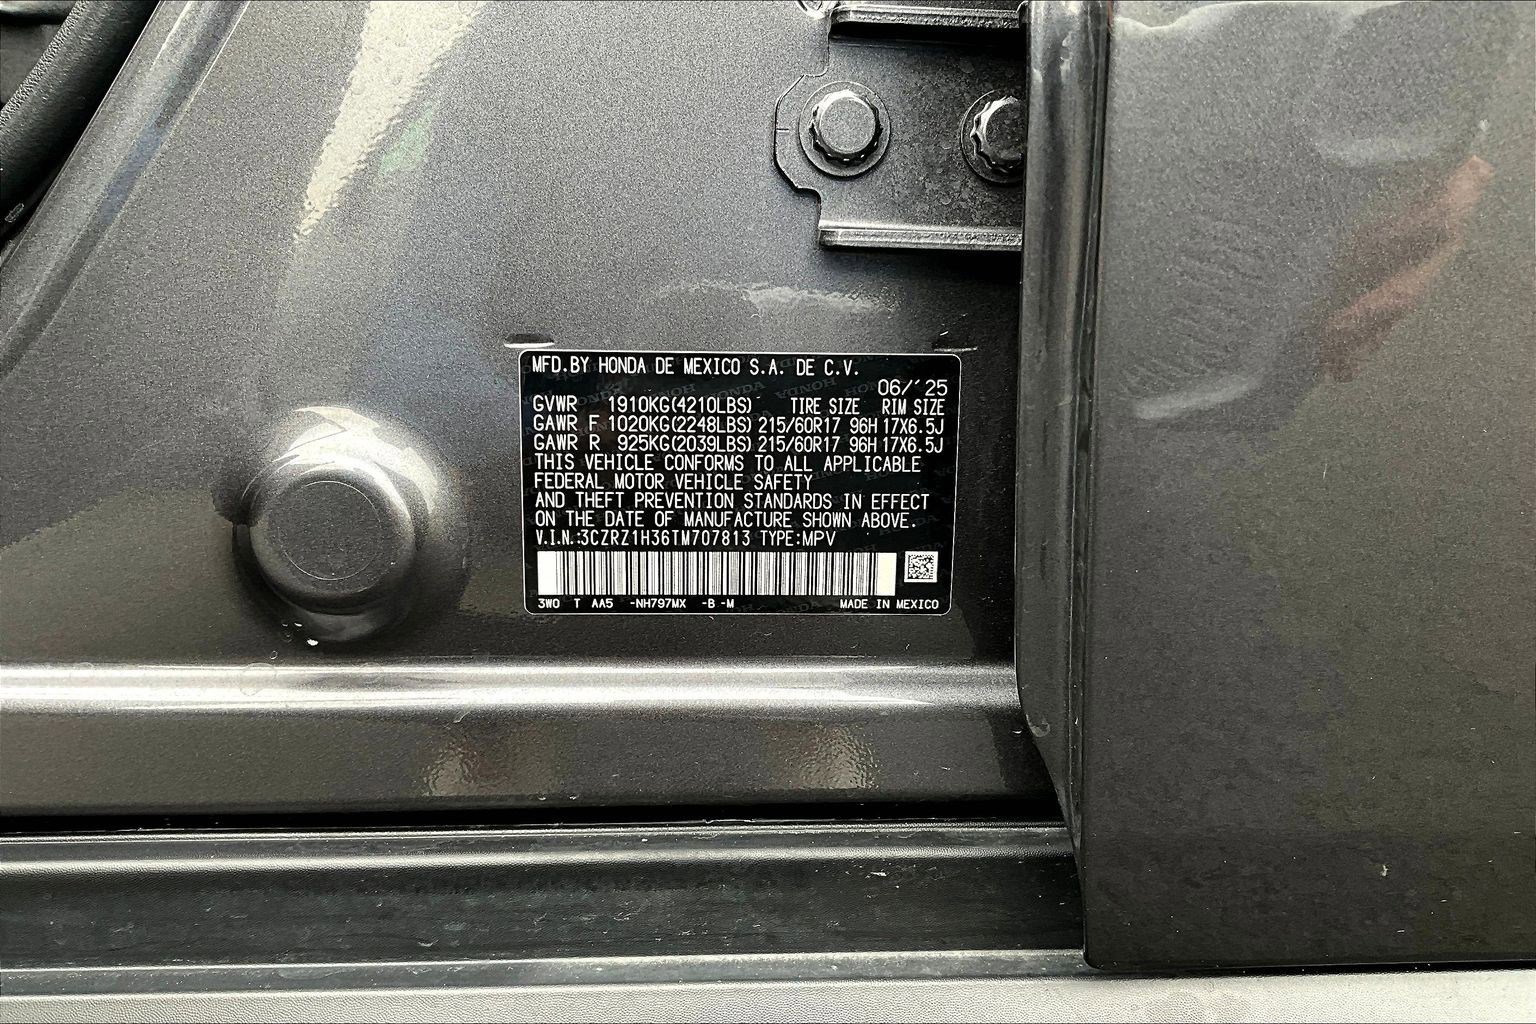 MFD.BY HONDA DE MEXICO S.A. DE C.V.
06/´25
GVWR 1910KG(4210LBS) TIRE SIZE RIM SIZE
GAWR F 1020KG(2248LBS) 215/60R17 96H 17X6.5J
GAWR R 925KG(2039LBS) 215/60R17 96H 17X6.5J
THIS VEHICLE CONFORMS TO ALL APPLICABLE
FEDERAL MOTOR VEHICLE SAFETY
AND THEFT PREVENTION STANDARDS IN EFFECT
ON THE DATE OF MANUFACTURE SHOWN ABOVE.
V.I.N.:3CZRZ1H36TM707813 TYPE:MPV
3W0 T AA5 -NH797MX -B -M MADE IN MEXICO